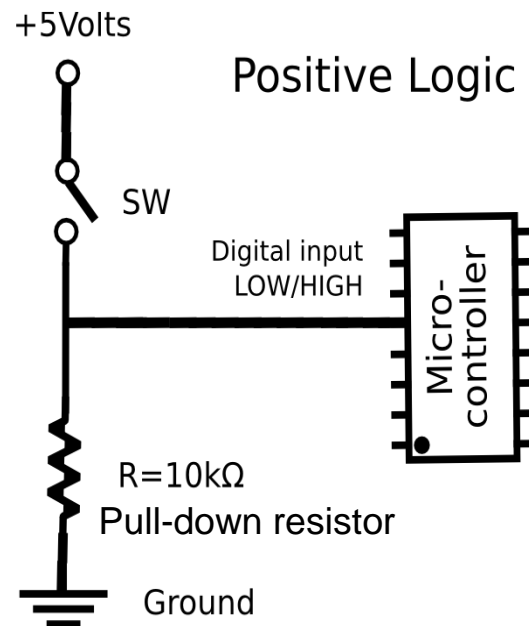 +5Volts
Positive Logic
SW
Digital input
LOW/HIGH
Micro-
controller
R=10kΩ
Pull-down resistor
Ground